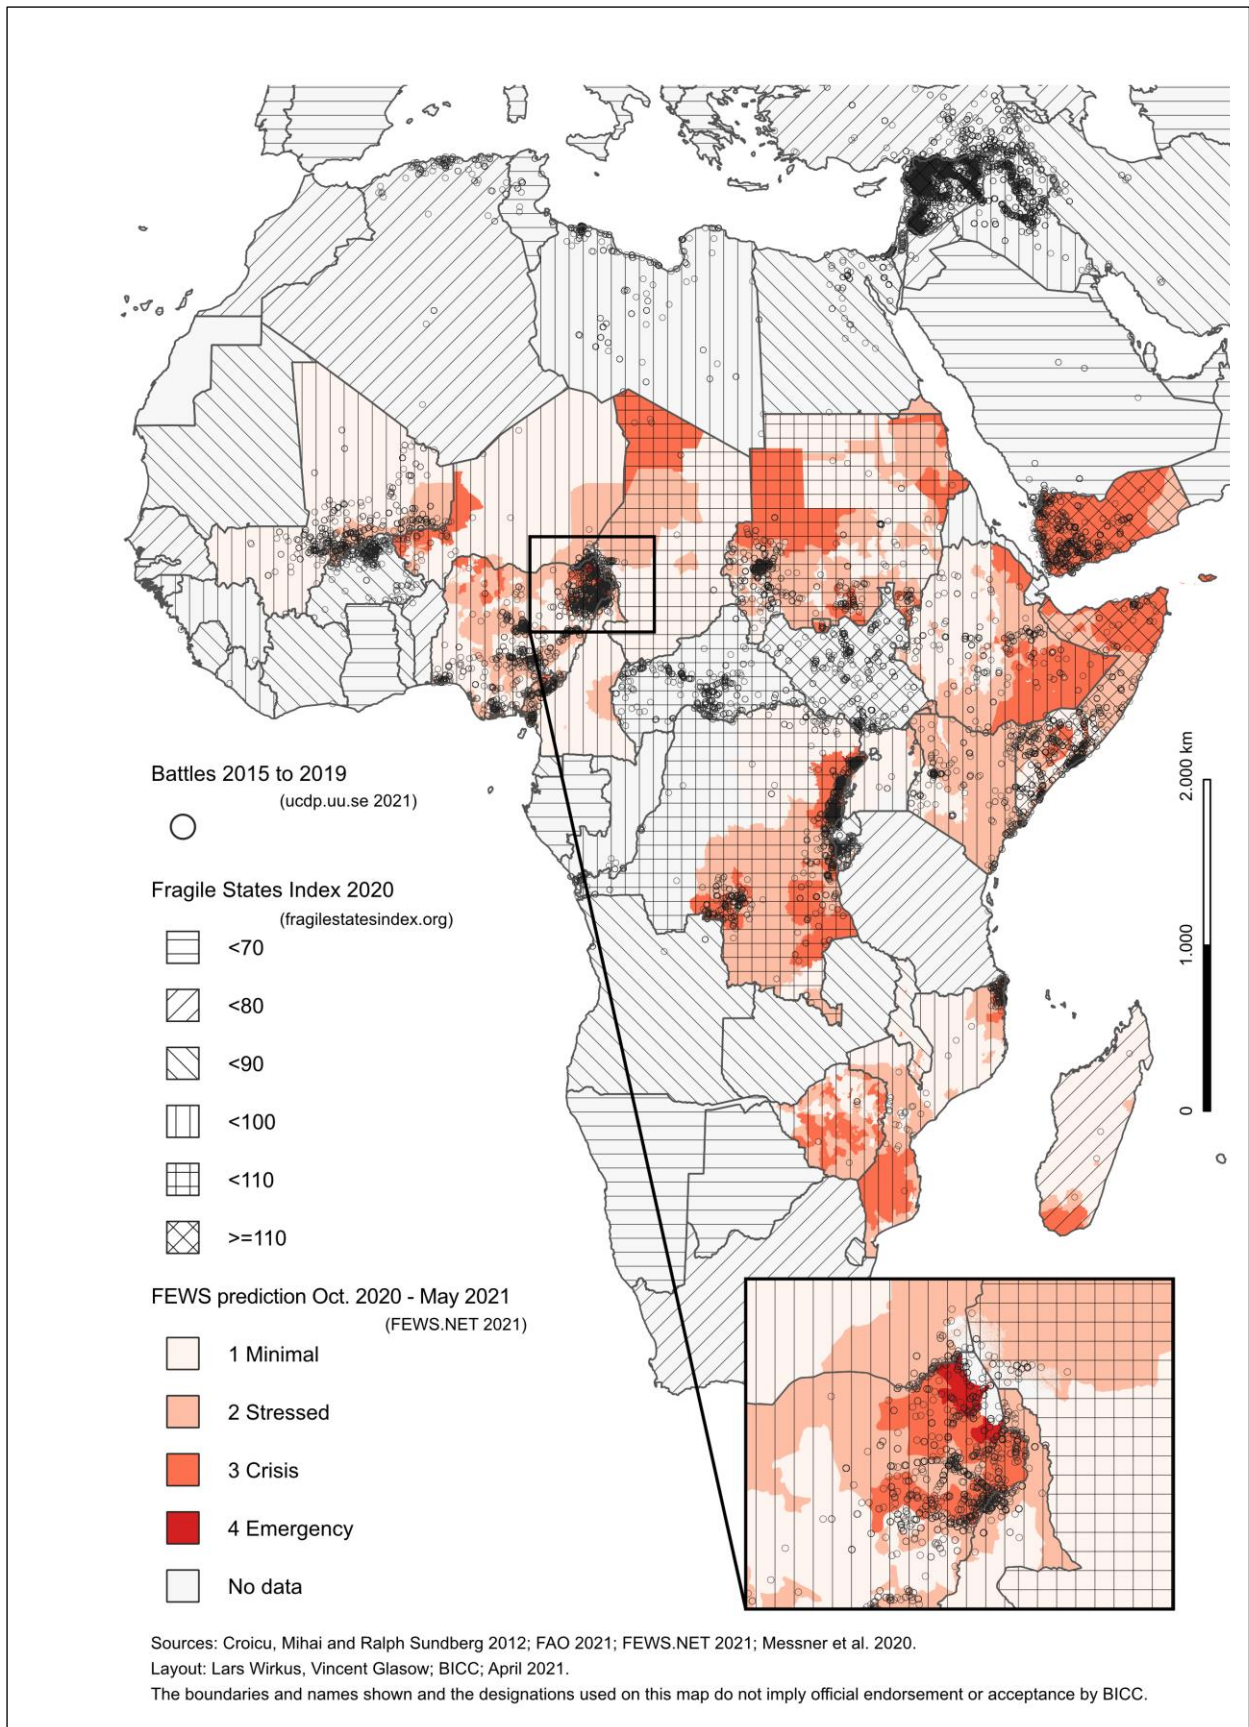 Battles 2015 to 2019
(ucdp.uu.se 2021)
Fragile States Index 2020
(fragilestatesindex.org)
<70
<80
<90
<100
<110
>=110
FEWS prediction Oct. 2020 - May 2021
(FEWS.NET 2021)
1 Minimal
2 Stressed
3 Crisis
4 Emergency
No data
2.000 km
1.000
0
Sources: Croicu, Mihai and Ralph Sundberg 2012; FAO 2021; FEWS.NET 2021; Messner et al. 2020.
Layout: Lars Wirkus, Vincent Glasow; BICC; April 2021.
The boundaries and names shown and the designations used on this map do not imply official endorsement or acceptance by BICC.